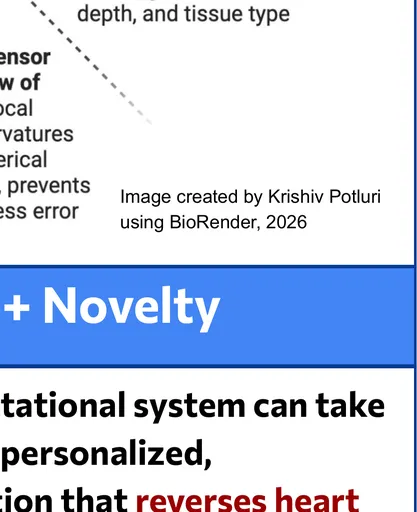 depth, and tissue type
ensor
w of
ocal
rvatures
erical
, prevents
ess error
Image created by Krishiv Potluri
using BioRender, 2026
+ Novelty
tational system can take
personalized,
tion that reverses heart